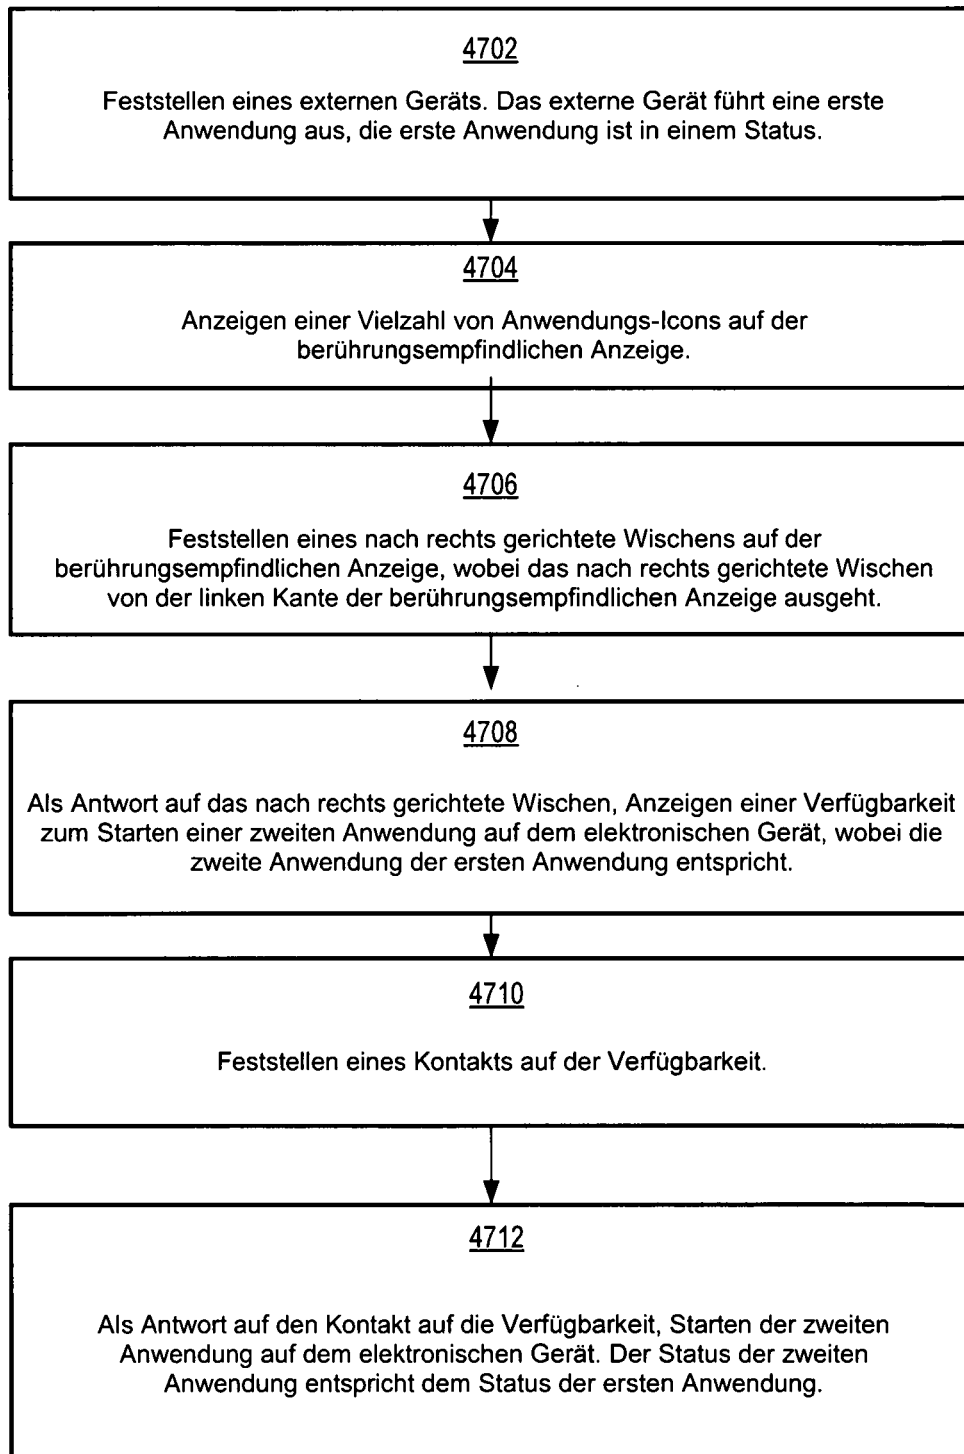 4702
Feststellen eines externen Geräts. Das externe Gerät führt eine erste
Anwendung aus, die erste Anwendung ist in einem Status.
4704
Anzeigen einer Vielzahl von Anwendungs-Icons auf der
berührungsempfindlichen Anzeige.
4706
Feststellen eines nach rechts gerichtete Wischens auf der
berührungsempfindlichen Anzeige, wobei das nach rechts gerichtete Wischen
von der linken Kante der berührungsempfindlichen Anzeige ausgeht.
4708
Als Antwort auf das nach rechts gerichtete Wischen, Anzeigen einer Verfügbarkeit
zum Starten einer zweiten Anwendung auf dem elektronischen Gerät, wobei die
zweite Anwendung der ersten Anwendung entspricht.
4710
Feststellen eines Kontakts auf der Verfügbarkeit.
4712
Als Antwort auf den Kontakt auf die Verfügbarkeit, Starten der zweiten
Anwendung auf dem elektronischen Gerät. Der Status der zweiten
Anwendung entspricht dem Status der ersten Anwendung.